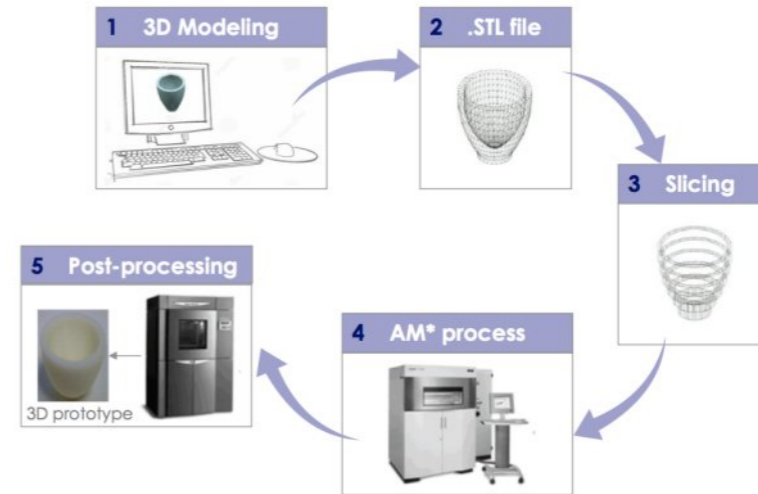 1 3D Modeling
2 .STL file
3 Slicing
4 AM* process
5 Post-processing
3D prototype